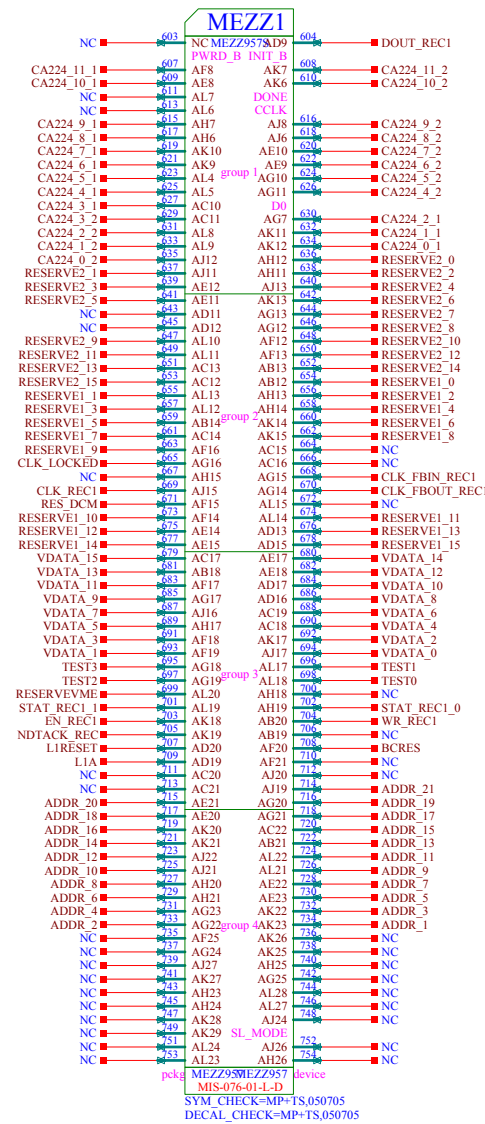 MEZZ1
NC 603 NC MEZZ957S AD9 604 DOUT_REC1
PWRD_B INIT_B
CA224_11_1 607 AF8 AK7 608 CA224_11_2
CA224_10_1 609 AE8 AK6 610 CA224_10_2
NC 611 AL7 DONE
NC 613 AL6 CCLK
CA224_9_1 615 AH7 AJ8 616 CA224_9_2
CA224_8_1 617 AH6 AJ6 618 CA224_8_2
CA224_7_1 619 AK10 AE10 620 CA224_7_2
CA224_6_1 621 AK9 AE9 622 CA224_6_2
group 1
CA224_5_1 623 AL4 AG10 624 CA224_5_2
CA224_4_1 625 AL5 AG11 626 CA224_4_2
CA224_3_1 627 AC10 D0
CA224_3_2 629 AC11 AG7 630 CA224_2_1
CA224_2_2 631 AL8 AK11 632 CA224_1_1
CA224_1_2 633 AL9 AK12 634 CA224_0_1
CA224_0_2 635 AJ12 AH12 636 RESERVE2_0
RESERVE2_1 637 AJ11 AH11 638 RESERVE2_2
RESERVE2_3 639 AE12 AJ13 640 RESERVE2_4
RESERVE2_5 641 AE11 AK13 642 RESERVE2_6
NC 643 AD11 AG13 644 RESERVE2_7
NC 645 AD12 AG12 646 RESERVE2_8
RESERVE2_9 647 AL10 AF12 648 RESERVE2_10
RESERVE2_11 649 AL11 AF13 650 RESERVE2_12
RESERVE2_13 651 AC13 AB13 652 RESERVE2_14
RESERVE2_15 653 AC12 AB12 654 RESERVE1_0
RESERVE1_1 655 AL13 AH13 656 RESERVE1_2
RESERVE1_3 657 AL12 AH14 658 RESERVE1_4
group 2
RESERVE1_5 659 AB14 AK14 660 RESERVE1_6
RESERVE1_7 661 AC14 AK15 662 RESERVE1_8
RESERVE1_9 663 AF16 AC15 664 NC
CLK_LOCKED 665 AG16 AC16 666 NC
NC 667 AH15 AG15 668 CLK_FBIN_REC1
CLK_REC1 669 AJ15 AG14 670 CLK_FBOUT_REC1
RES_DCM 671 AF15 AL15 672 NC
RESERVE1_10 673 AF14 AL14 674 RESERVE1_11
RESERVE1_12 675 AE14 AD13 676 RESERVE1_13
RESERVE1_14 677 AE15 AD15 678 RESERVE1_15
VDATA_15 679 AC17 AE17 680 VDATA_14
VDATA_13 681 AB18 AE18 682 VDATA_12
VDATA_11 683 AF17 AD17 684 VDATA_10
VDATA_9 685 AG17 AD16 686 VDATA_8
VDATA_7 687 AJ16 AC19 688 VDATA_6
VDATA_5 689 AH17 AC18 690 VDATA_4
VDATA_3 691 AF18 AK17 692 VDATA_2
VDATA_1 693 AF19 AJ17 694 VDATA_0
TEST3 695 AG18 AL17 696 TEST1
group 3
TEST2 697 AG19 AL18 698 TEST0
RESERVEVME 699 AL20 AH18 700 NC
STAT_REC1_1 701 AL19 AH19 702 STAT_REC1_0
EN_REC1 703 AK18 AB20 704 WR_REC1
NDTACK_REC 705 AK19 AB19 706 NC
L1RESET 707 AD20 AF20 708 BCRES
L1A 709 AD19 AF21 710 NC
NC 711 AC20 AJ20 712 NC
NC 713 AC21 AJ19 714 ADDR_21
ADDR_20 715 AE21 AG20 716 ADDR_19
ADDR_18 717 AE20 AG21 718 ADDR_17
ADDR_16 719 AK20 AC22 720 ADDR_15
ADDR_14 721 AK21 AB21 722 ADDR_13
ADDR_12 723 AJ22 AL22 724 ADDR_11
ADDR_10 725 AJ21 AL21 726 ADDR_9
ADDR_8 727 AH20 AE22 728 ADDR_7
ADDR_6 729 AH21 AE23 730 ADDR_5
ADDR_4 731 AG23 AK22 732 ADDR_3
ADDR_2 733 AG22 group 4 AK23 734 ADDR_1
NC 735 AF25 AK26 736 NC
NC 737 AG24 AK25 738 NC
NC 739 AJ27 AH25 740 NC
NC 741 AK27 AG25 742 NC
NC 743 AH23 AL28 744 NC
NC 745 AH24 AL27 746 NC
NC 747 AK28 AJ24 748 NC
NC 749 AK29 SL_MODE
NC 751 AL24 AJ26 752 NC
NC 753 AL23 AH26 754 NC
pckg MEZZ957 MEZZ957 device
MIS-076-01-L-D
SYM_CHECK=MP+TS,050705
DECAL_CHECK=MP+TS,050705